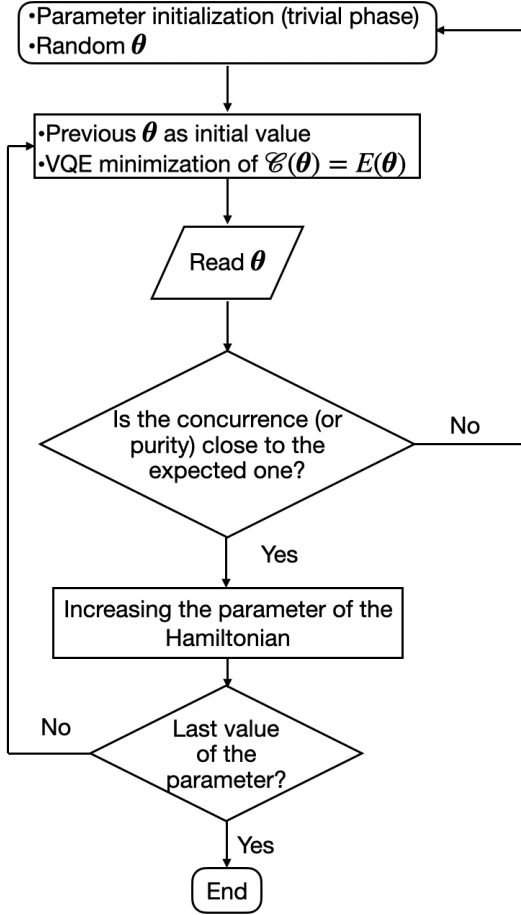 •Parameter initialization (trivial phase)
•Random θ
•Previous θ as initial value
•VQE minimization of 𝒞(θ) = E(θ)
Read θ
Is the concurrence (or
purity) close to the
expected one?
No
Yes
Increasing the parameter of the
Hamiltonian
No
Last value
of the
parameter?
Yes
End